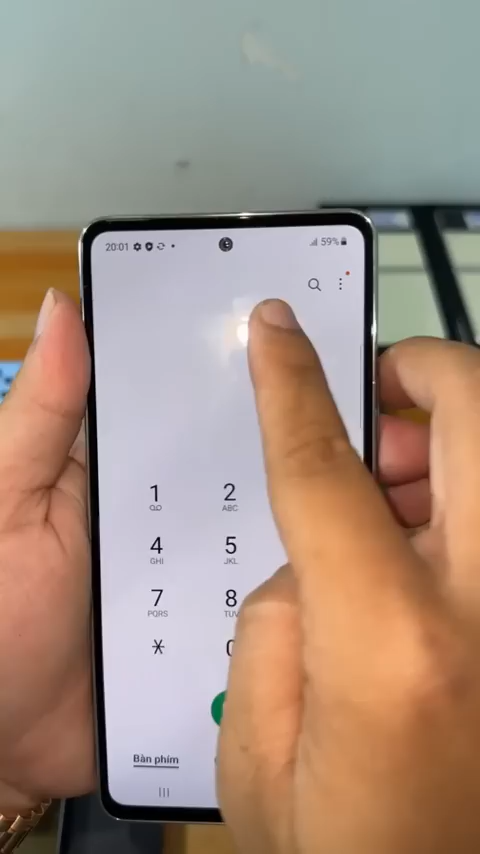 20:01 59%
1 2
ABC
4 5
GHI JKL
7 8
PQRS TUV
*
Bàn phím